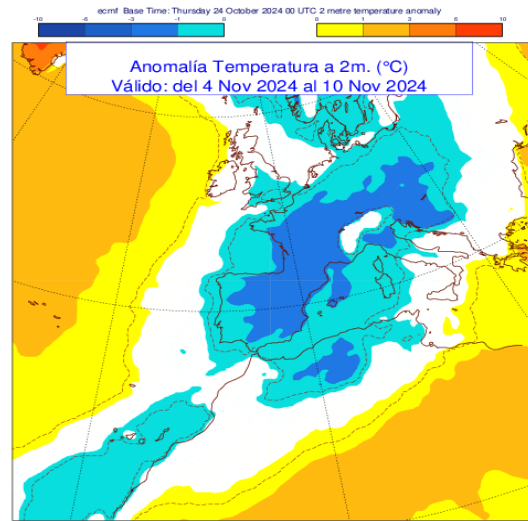 ecmf Base Time: Thursday 24 October 2024 00 UTC 2 metre temperature anomaly
-10 -6 -3 -1 0 0 1 3 6 10
Anomalía Temperatura a 2m. (°C)
Válido: del 4 Nov 2024 al 10 Nov 2024